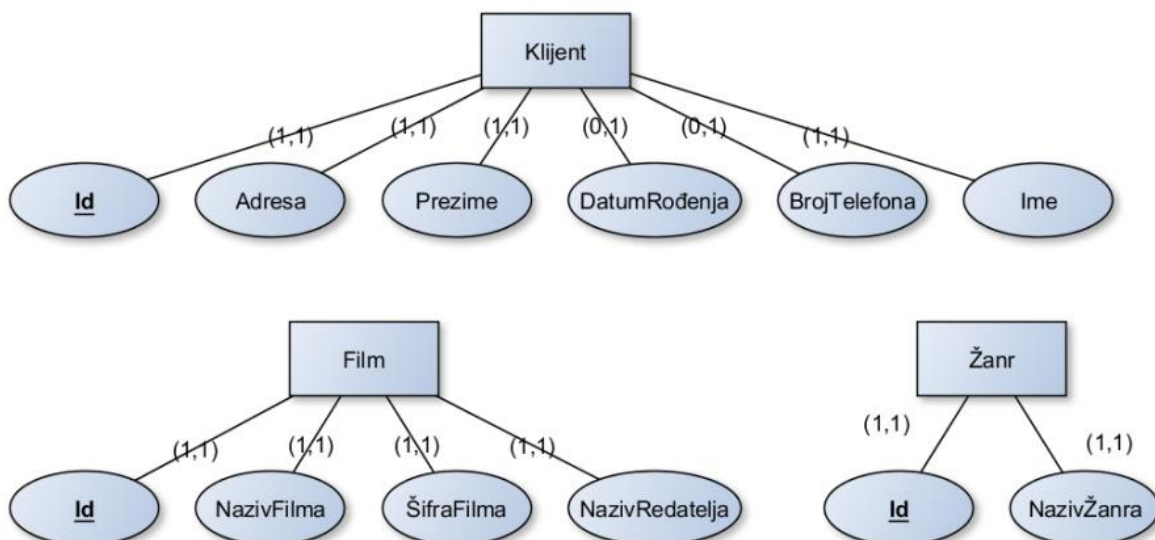 Klijent
(1,1) (1,1) (1,1) (0,1) (0,1) (1,1)
Id Adresa Prezime DatumRođenja BrojTelefona Ime
Film Žanr
(1,1) (1,1) (1,1) (1,1) (1,1) (1,1)
Id NazivFilma ŠifraFilma NazivRedatelja Id NazivŽanra